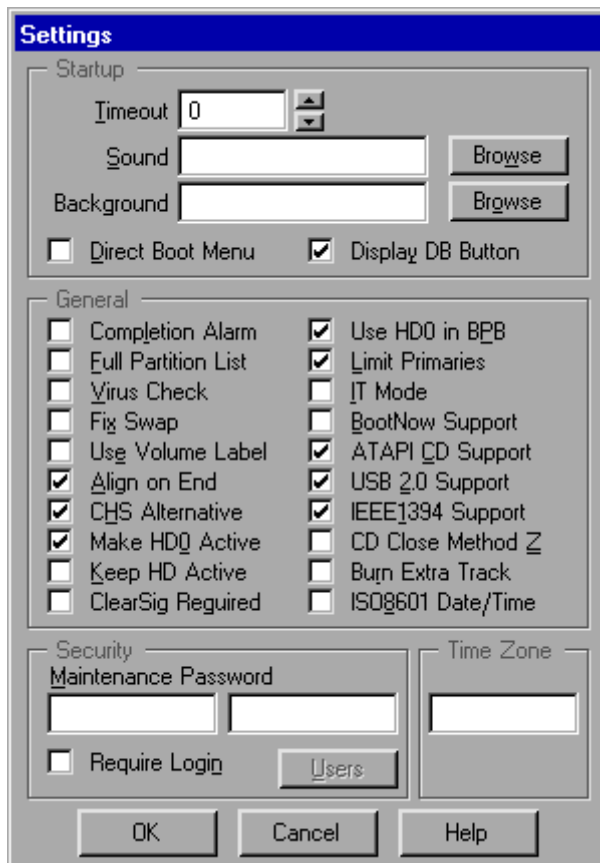 Settings
Startup
Timeout 0
Sound Browse
Background Browse
Direct Boot Menu Display DB Button
General
Completion Alarm Use HD0 in BPB
Full Partition List Limit Primaries
Virus Check IT Mode
Fix Swap BootNow Support
Use Volume Label ATAPI CD Support
Align on End USB 2.0 Support
CHS Alternative IEEE1394 Support
Make HD0 Active CD Close Method Z
Keep HD Active Burn Extra Track
ClearSig Reguired ISO8601 Date/Time
Security Time Zone
Maintenance Password
Require Login Users
OK Cancel Help